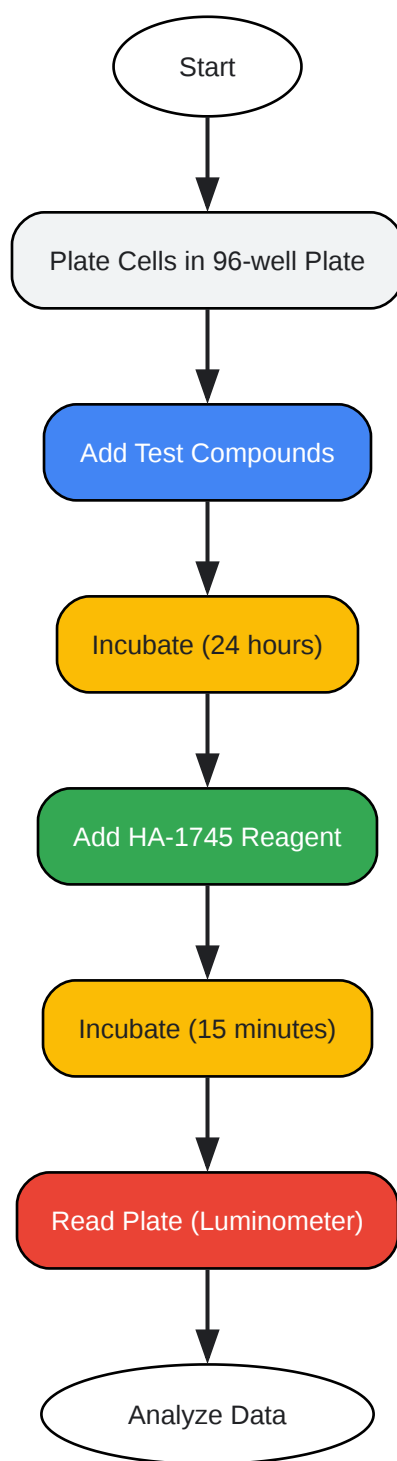 Start
Plate Cells in 96-well Plate
Add Test Compounds
Incubate (24 hours)
Add HA-1745 Reagent
Incubate (15 minutes)
Read Plate (Luminometer)
Analyze Data